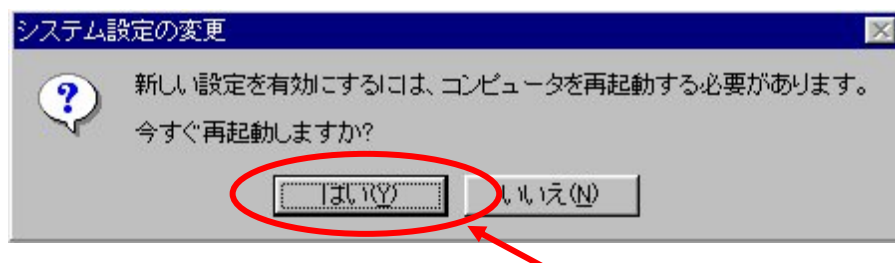 システム設定の変更
新しい設定を有効にするには、コンピュータを再起動する必要があります。
今すぐ再起動しますか?
はい(Y)
いいえ(N)